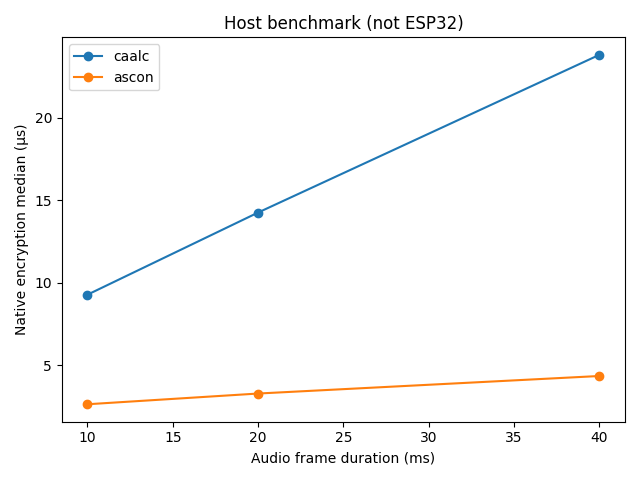 Host benchmark (not ESP32)
caalc
ascon
Native encryption median (µs)
20
15
10
5
10
15
20
25
30
35
40
Audio frame duration (ms)